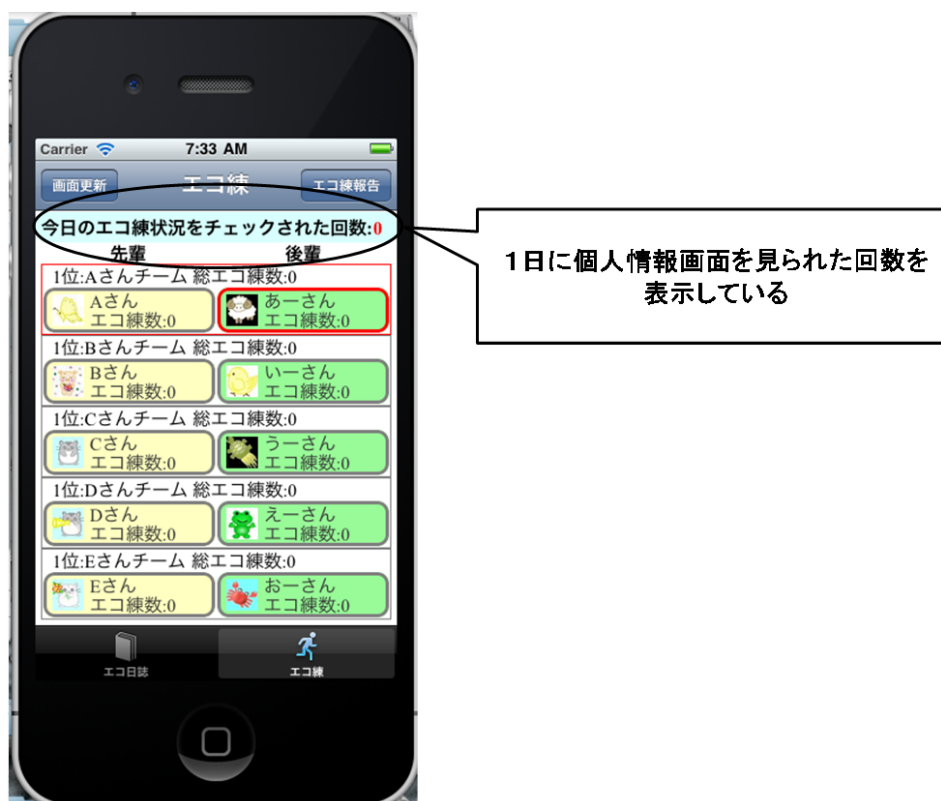 Carrier 7:33 AM
画面更新 エコ練 エコ練報告
今日のエコ練状況をチェックされた回数:0
先輩 後輩
1位:Aさんチーム 総エコ練数:0
Aさん あーさん
エコ練数:0 エコ練数:0
1位:Bさんチーム 総エコ練数:0
Bさん いーさん
エコ練数:0 エコ練数:0
1位:Cさんチーム 総エコ練数:0
Cさん うーさん
エコ練数:0 エコ練数:0
1位:Dさんチーム 総エコ練数:0
Dさん えーさん
エコ練数:0 エコ練数:0
1位:Eさんチーム 総エコ練数:0
Eさん おーさん
エコ練数:0 エコ練数:0
エコ日誌 エコ練
1日に個人情報画面を見られた回数を
表示している